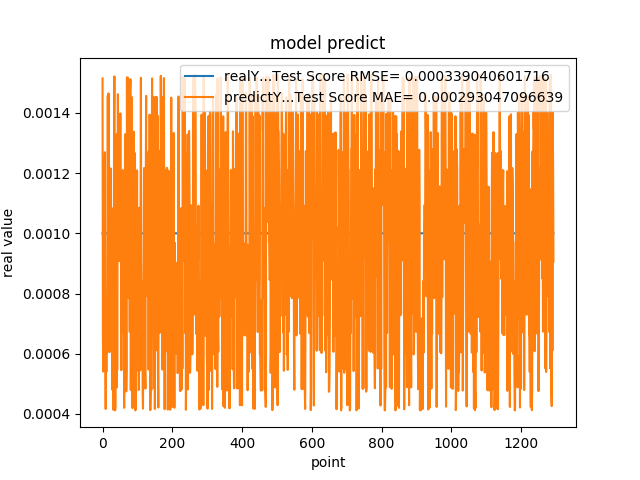 model predict
realY...Test Score RMSE= 0.000339040601716
predictY...Test Score MAE= 0.000293047096639
0.0014
0.0012
0.0010
0.0008
0.0006
0.0004
real value
0 200 400 600 800 1000 1200
point